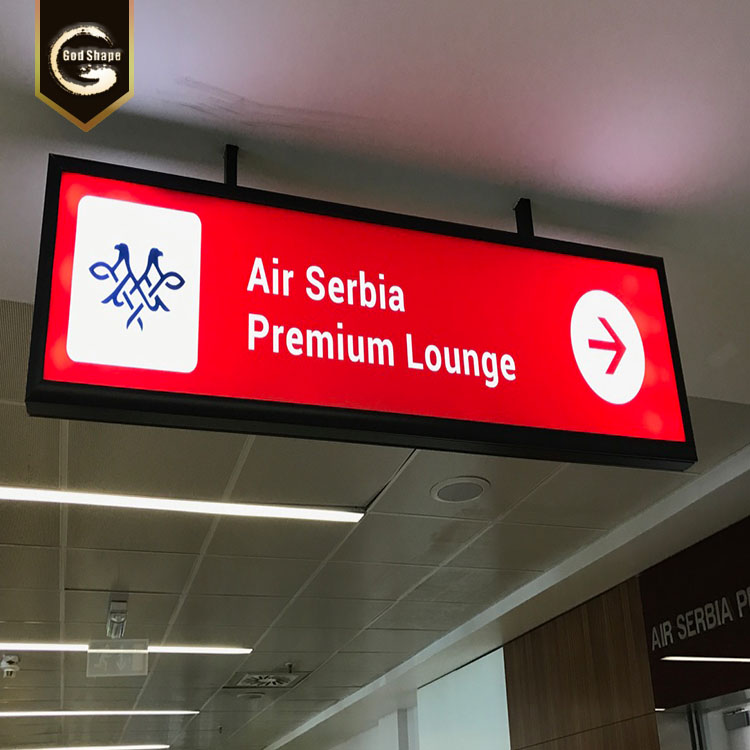 God Shape
Air Serbia
Premium Lounge
AIR SERBIA